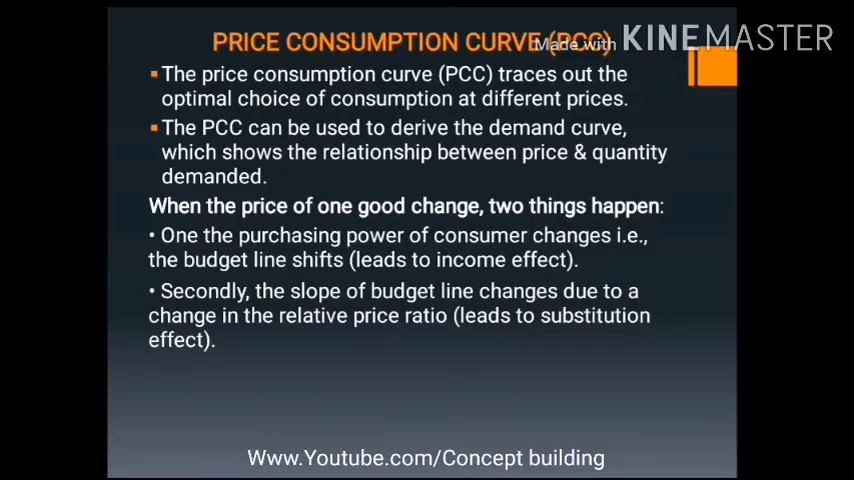 PRICE CONSUMPTION CURVE (PCC)
Made with KINEMASTER
▪ The price consumption curve (PCC) traces out the
optimal choice of consumption at different prices.
▪ The PCC can be used to derive the demand curve,
which shows the relationship between price & quantity
demanded.
When the price of one good change, two things happen:
• One the purchasing power of consumer changes i.e.,
the budget line shifts (leads to income effect).
• Secondly, the slope of budget line changes due to a
change in the relative price ratio (leads to substitution
effect).
Www.Youtube.com/Concept building